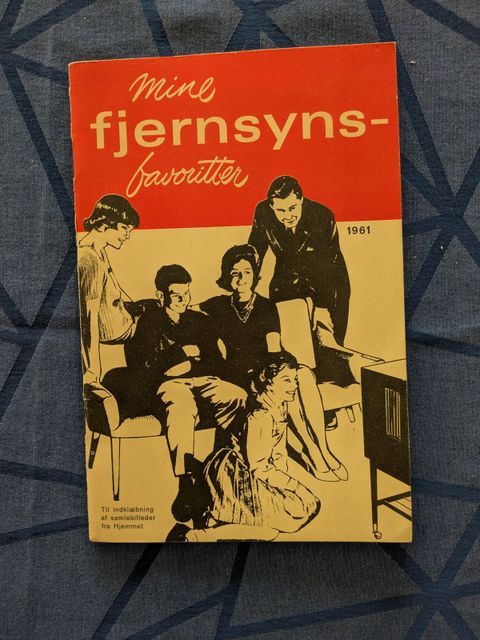 Mine
fjernsyns-
favoritter
1961
Til indklæbning
af samlebilleder
fra Hjemmet